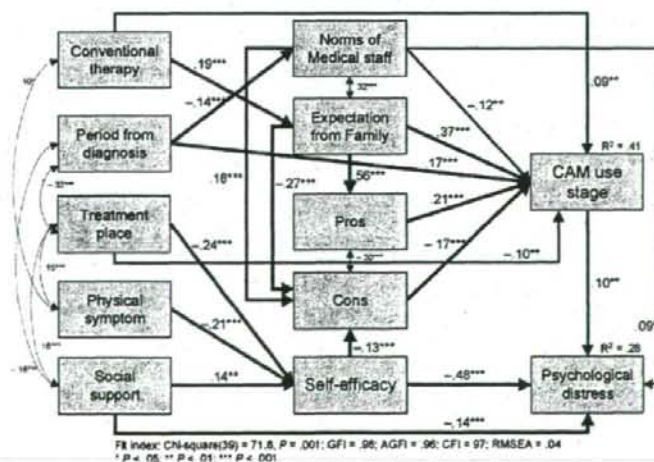 Conventional
therapy
Period from
diagnosis
Treatment
place
Physical
symptom
Social
support
Norms of
Medical staff
Expectation
from Family
Pros
Cons
Self-efficacy
CAM use
stage
Psychological
distress
R² = .41
R² = .26
.19***
-.14***
.18***
-.27***
.56***
.32***
-.12**
.37***
.17***
.21***
-.17***
-.10**
.09**
.10**
-.24***
-.21***
.14**
-.13***
-.48***
-.14***
Fit index: Chi-square(39) = 71.6, P = .001; GFI = .98; AGFI = .96; CFI = 97; RMSEA = .04
* P < .05, ** P < .01; *** P < .001